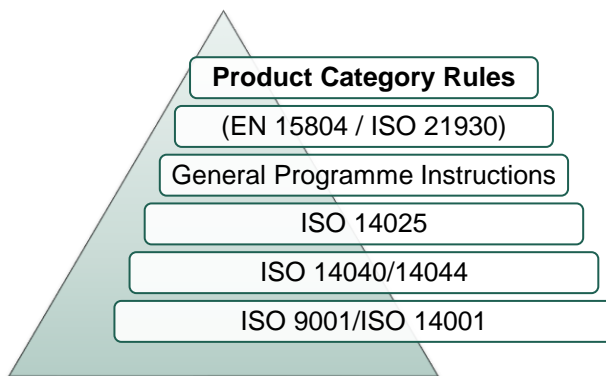 Product Category Rules
(EN 15804 / ISO 21930)
General Programme Instructions
ISO 14025
ISO 14040/14044
ISO 9001/ISO 14001